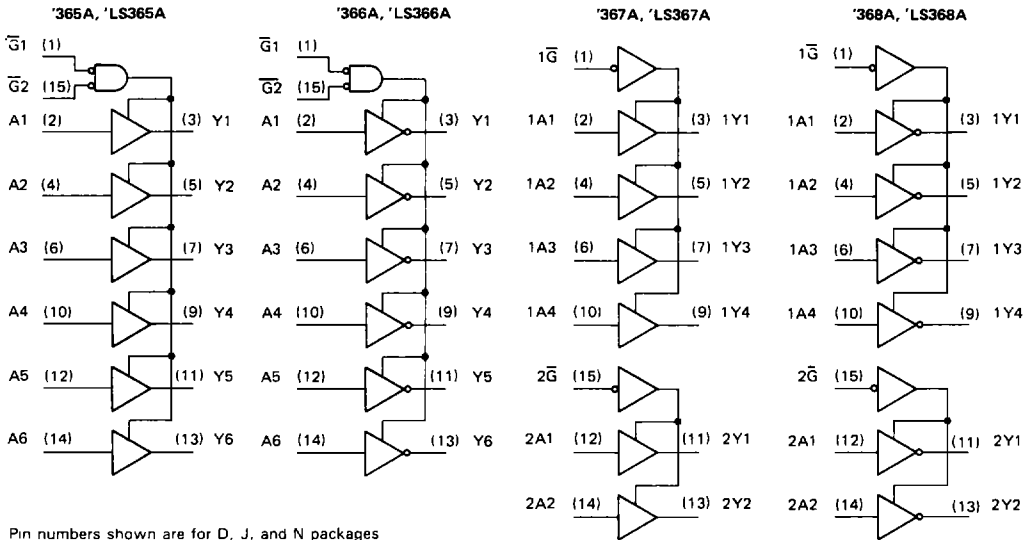 '365A, 'LS365A
G̅1 (1)
G̅2 (15)
A1 (2) (3) Y1
A2 (4) (5) Y2
A3 (6) (7) Y3
A4 (10) (9) Y4
A5 (12) (11) Y5
A6 (14) (13) Y6
'366A, 'LS366A
G̅1 (1)
G̅2 (15)
A1 (2) (3) Y1
A2 (4) (5) Y2
A3 (6) (7) Y3
A4 (10) (9) Y4
A5 (12) (11) Y5
A6 (14) (13) Y6
'367A, 'LS367A
1G̅ (1)
1A1 (2) (3) 1Y1
1A2 (4) (5) 1Y2
1A3 (6) (7) 1Y3
1A4 (10) (9) 1Y4
2G̅ (15)
2A1 (12) (11) 2Y1
2A2 (14) (13) 2Y2
'368A, 'LS368A
1G̅ (1)
1A1 (2) (3) 1Y1
1A2 (4) (5) 1Y2
1A3 (6) (7) 1Y3
1A4 (10) (9) 1Y4
2G̅ (15)
2A1 (12) (11) 2Y1
2A2 (14) (13) 2Y2
Pin numbers shown are for D, J, and N packages